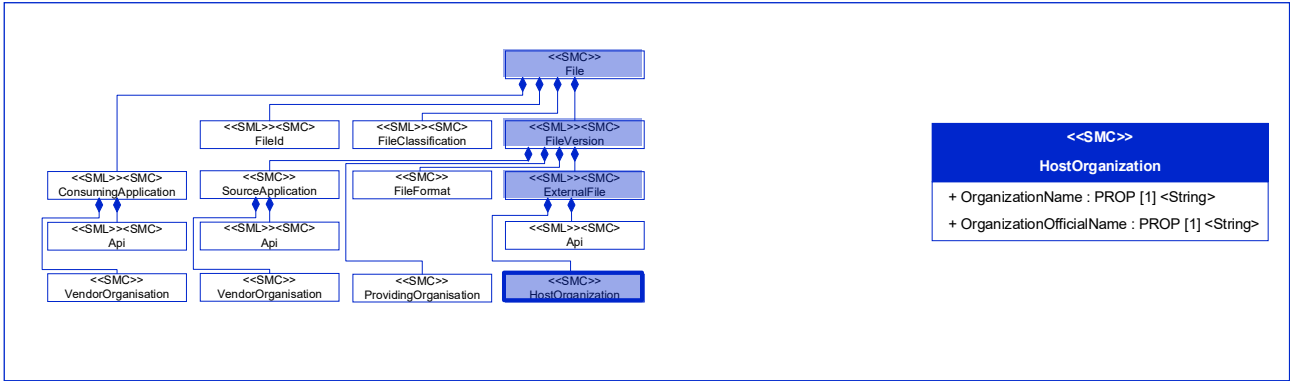 <<SMC>>
File
<<SML>><SMC>
FileId
<<SML>><SMC>
FileClassification
<<SML>><SMC>
FileVersion
<<SML>><SMC>
ConsumingApplication
<<SMC>>
SourceApplication
<<SMC>>
FileFormat
<<SML>><SMC>
ExternalFile
<<SML>><SMC>
Api
<<SML>><SMC>
Api
<<SML>><SMC>
Api
<<SMC>>
VendorOrganisation
<<SMC>>
VendorOrganisation
<<SMC>>
ProvidingOrganisation
<<SMC>>
HostOrganization
<<SMC>>
HostOrganization
+ OrganizationName : PROP [1] <String>
+ OrganizationOfficialName : PROP [1] <String>